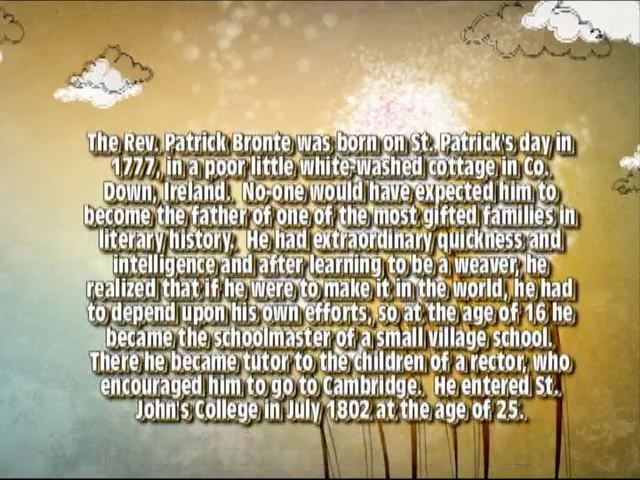 The Rev. Patrick Bronte was born on St. Patrick's day in
1777, in a poor little white-washed cottage in Co.
Down, Ireland. No-one would have expected him to
become the father of one of the most gifted families in
literary history. He had extraordinary quickness and
intelligence and after learning to be a weaver, he
realized that if he were to make it in the world, he had
to depend upon his own efforts, so at the age of 16 he
became the schoolmaster of a small village school.
There he became tutor to the children of a rector, who
encouraged him to go to Cambridge. He entered St.
John's College in July 1802 at the age of 25.